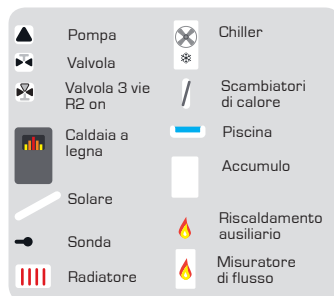 Pompa
Valvola
Valvola 3 vie
R2 on
Caldaia a
legna
Solare
Sonda
Radiatore
Chiller
Scambiatori
di calore
Piscina
Accumulo
Riscaldamento
ausiliario
Misuratore
di flusso